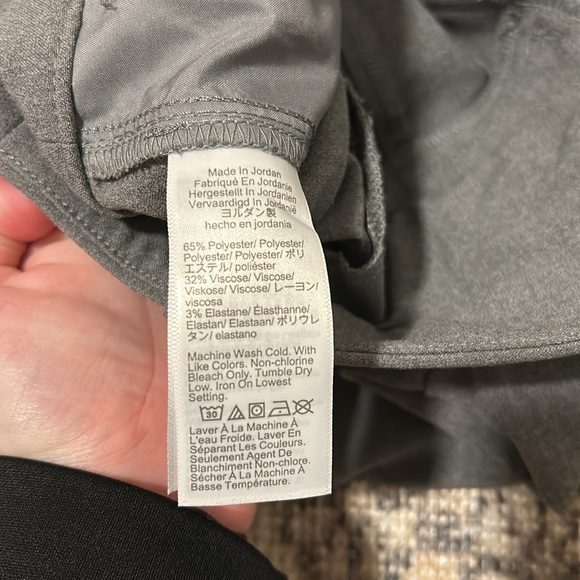 Made In Jordan
Fabriqué En Jordanie
Hergestellt In Jordanien
Vervaardigd In Jordanië
ヨルダン製
hecho en jordania
65% Polyester/ Polyester/
Polyester/ Polyester/ ポリ
エステル/ poliéster
32% Viscose/ Viscose/
Viskose/ Viscose/ レーヨン/
viscosa
3% Elastane/ Élasthanne/
Elastan/ Elastaan/ ポリウレ
タン/ elastano
Machine Wash Cold. With
Like Colors. Non-chlorine
Bleach Only. Tumble Dry
Low. Iron On Lowest
Setting.
30
Laver À La Machine À
L'eau Froide. Laver En
Séparant Les Couleurs.
Seulement Agent De
Blanchiment Non-chlore.
Sécher À La Machine À
Basse Température.